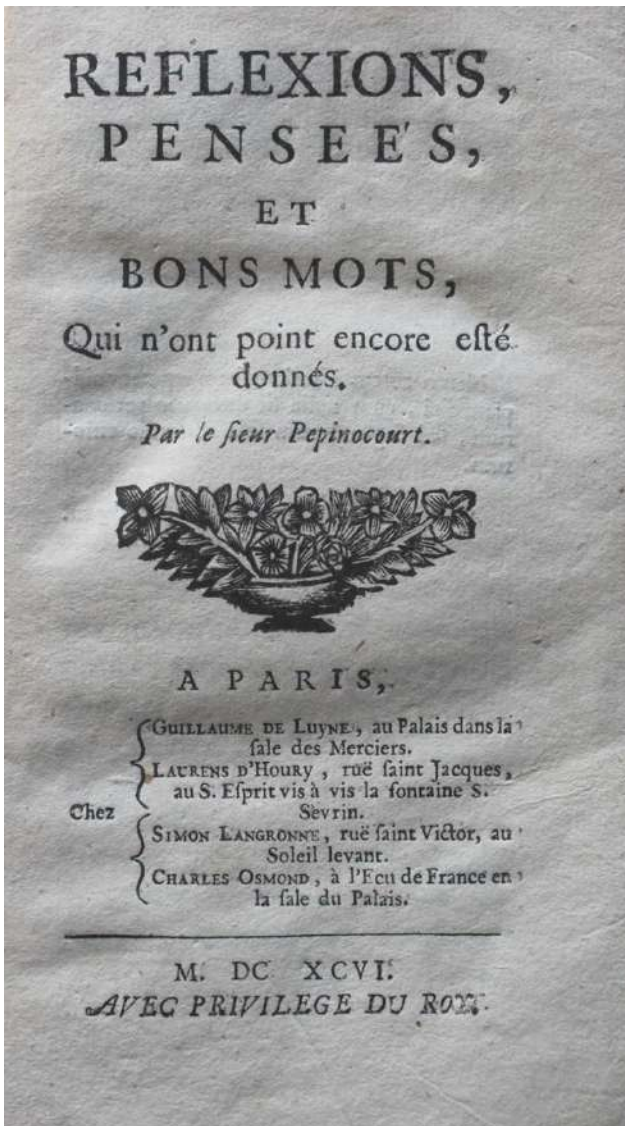 REFLEXIONS,
PENSEE'S,
ET
BONS MOTS,
Qui n'ont point encore esté
donnés.
Par le sieur Pepinocourt.
A PARIS,
GUILLAUME DE LUYNE, au Palais dans la
sale des Merciers.
LAURENS D'HOURY, ruë saint Jacques,
au S. Esprit vis à vis la fontaine S.
Chez
Sevrin.
SIMON LANGRONNE, ruë saint Victor, au
Soleil levant.
CHARLES OSMOND, à l'Ecu de France en
la sale du Palais.
M. DC XCVI.
AVEC PRIVILEGE DU ROY.